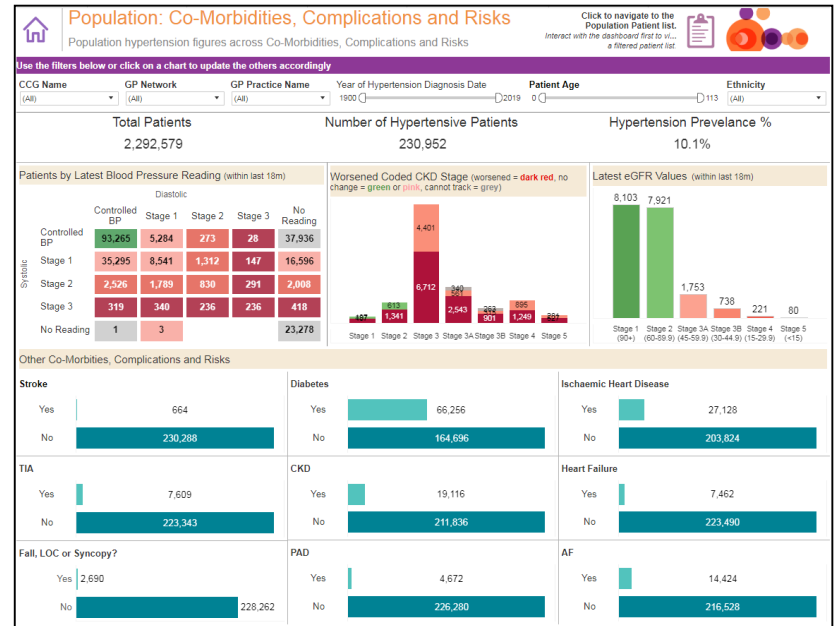 Population: Co-Morbidities, Complications and Risks
Population hypertension figures across Co-Morbidities, Complications and Risks
Click to navigate to the
Population Patient list.
Interact with the dashboard first to vi...
a filtered patient list.
Use the filters below or click on a chart to update the others accordingly
CCG Name GP Network GP Practice Name Year of Hypertension Diagnosis Date Patient Age Ethnicity
(All) (All) (All) 1900 2019 0 113 (All)
Total Patients Number of Hypertensive Patients Hypertension Prevelance %
2,292,579 230,952 10.1%
Patients by Latest Blood Pressure Reading (within last 18m)
Diastolic
Controlled BP Stage 1 Stage 2 Stage 3 No Reading
Systolic
Controlled BP 93,265 5,284 273 28 37,936
Stage 1 35,295 8,541 1,312 147 16,596
Stage 2 2,526 1,789 830 291 2,008
Stage 3 319 340 236 236 418
No Reading 1 3 23,278
Worsened Coded CKD Stage (worsened = dark red, no
change = green or pink, cannot track = grey)
4,401
6,712
613
1,341
340
2,543
263
901
895
1,249
Stage 1 Stage 2 Stage 3 Stage 3A Stage 3B Stage 4 Stage 5
Latest eGFR Values (within last 18m)
8,103 7,921 1,753 738 221 80
Stage 1 Stage 2 Stage 3A Stage 3B Stage 4 Stage 5
(90+) (60-89.9) (45-59.9) (30-44.9) (15-29.9) (<15)
Other Co-Morbities, Complications and Risks
Stroke
Yes 664
No 230,288
Diabetes
Yes 66,256
No 164,696
Ischaemic Heart Disease
Yes 27,128
No 203,824
TIA
Yes 7,609
No 223,343
CKD
Yes 19,116
No 211,836
Heart Failure
Yes 7,462
No 223,490
Fall, LOC or Syncopy?
Yes 2,690
No 228,262
PAD
Yes 4,672
No 226,280
AF
Yes 14,424
No 216,528